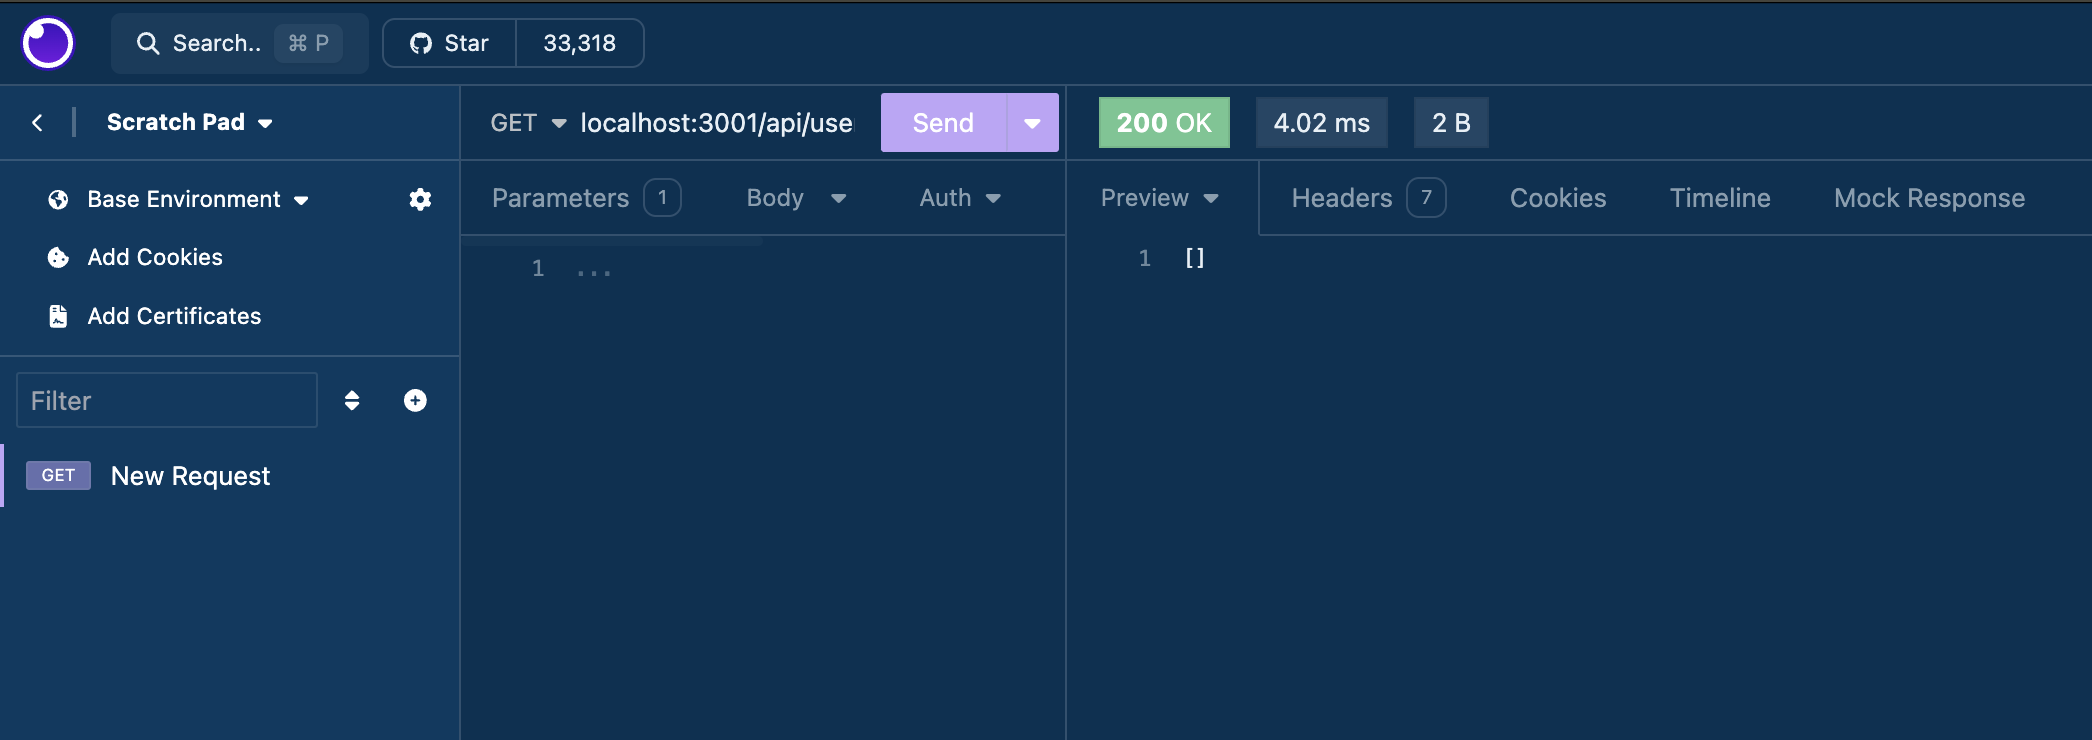 Search.. ⌘ P Star 33,318
Scratch Pad
GET localhost:3001/api/use Send
200 OK 4.02 ms 2 B
Base Environment
Add Cookies
Add Certificates
Parameters 1 Body Auth
Preview Headers 7 Cookies Timeline Mock Response
1 ...
1 []
Filter
GET New Request